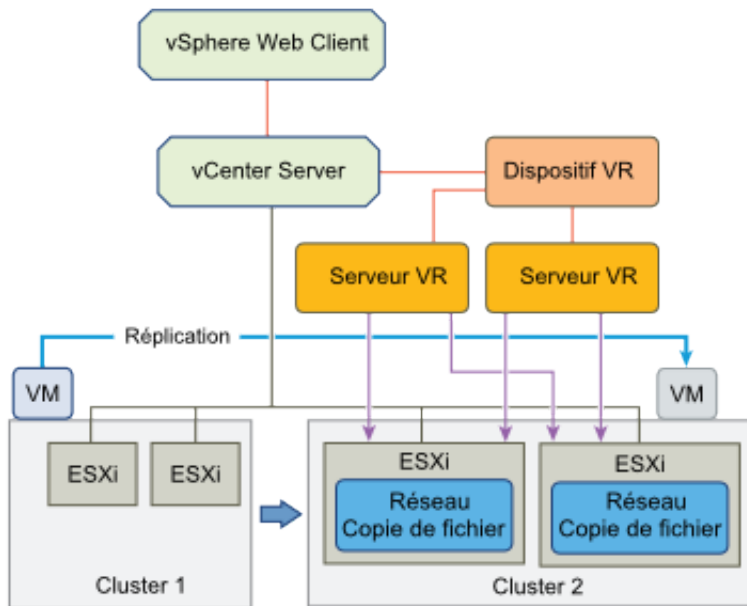 vSphere Web Client
vCenter Server
Dispositif VR
Serveur VR
Serveur VR
Réplication
VM
VM
ESXi
ESXi
ESXi
Réseau
Copie de fichier
ESXi
Réseau
Copie de fichier
Cluster 1
Cluster 2